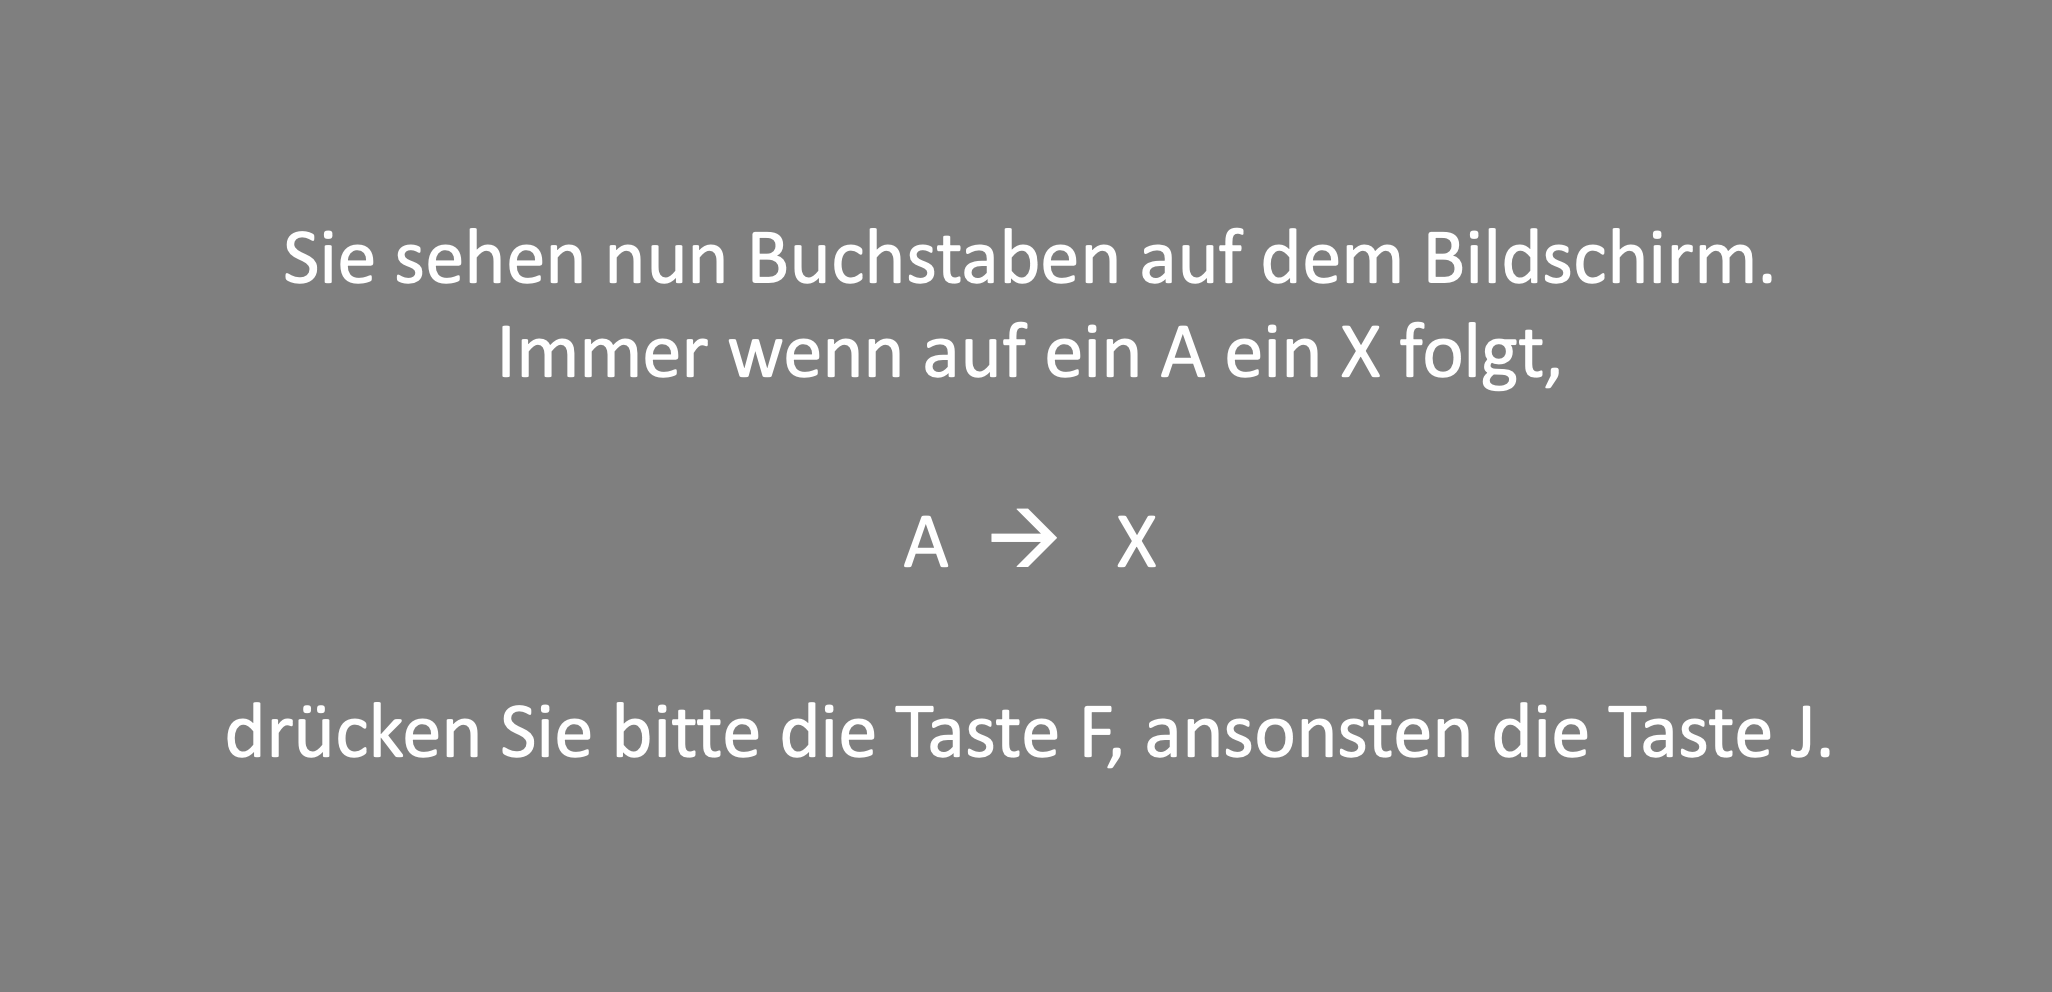 Sie sehen nun Buchstaben auf dem Bildschirm.
Immer wenn auf ein A ein X folgt,
A → X
drücken Sie bitte die Taste F, ansonsten die Taste J.